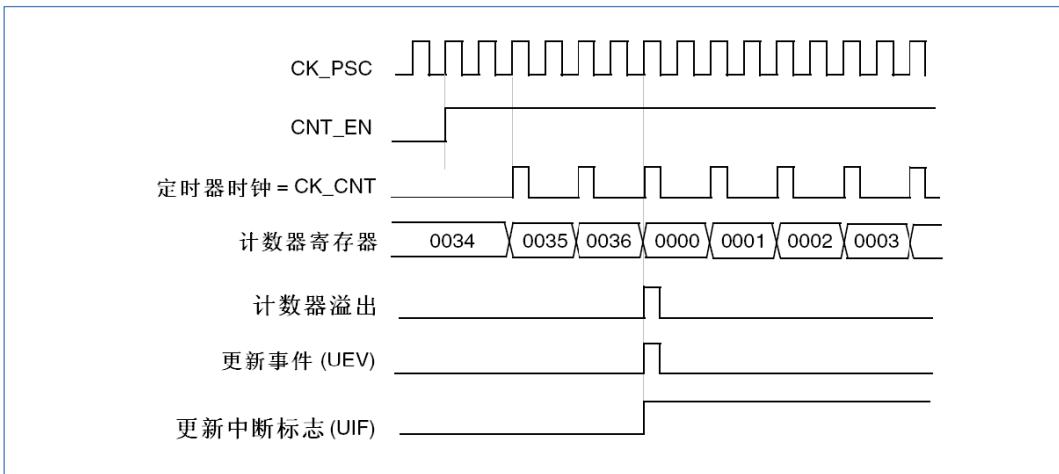 CK_PSC
CNT_EN
定时器时钟 = CK_CNT
计数器寄存器 0034 0035 0036 0000 0001 0002 0003
计数器溢出
更新事件 (UEV)
更新中断标志 (UIF)